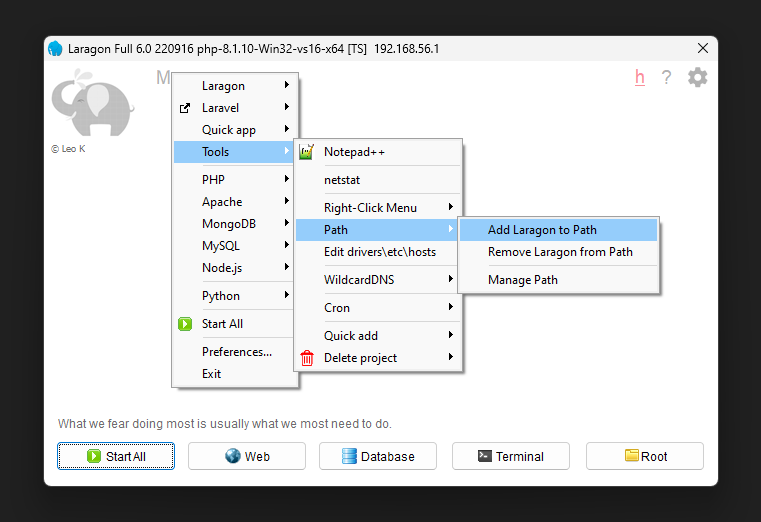 Laragon Full 6.0 220916 php-8.1.10-Win32-vs16-x64 [TS] 192.168.56.1
M
h ?
© Leo K
Laragon
Laravel
Quick app
Tools
PHP
Apache
MongoDB
MySQL
Node.js
Python
Start All
Preferences...
Exit
Notepad++
netstat
Right-Click Menu
Path
Edit drivers\etc\hosts
WildcardDNS
Cron
Quick add
Delete project
Add Laragon to Path
Remove Laragon from Path
Manage Path
What we fear doing most is usually what we most need to do.
Start All Web Database Terminal Root